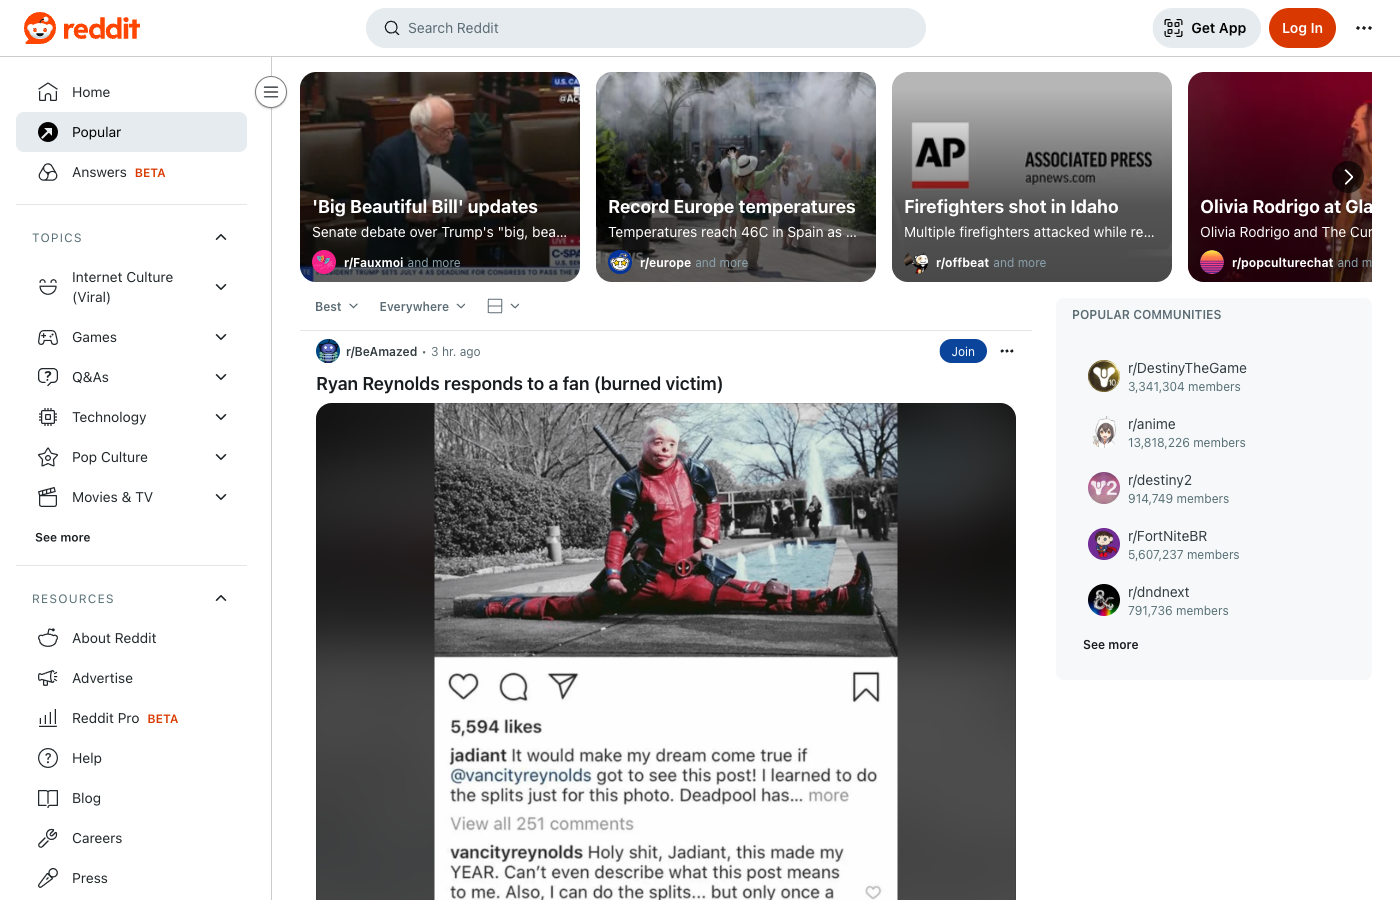 reddit
Search Reddit
Get App
Log In
Home
Popular
Answers BETA
TOPICS
Internet Culture
(Viral)
Games
Q&As
Technology
Pop Culture
Movies & TV
See more
RESOURCES
About Reddit
Advertise
Reddit Pro BETA
Help
Blog
Careers
Press
U.S. CA
'Big Beautiful Bill' updates
Senate debate over Trump's "big, bea...
r/Fauxmoi and more
Record Europe temperatures
Temperatures reach 46C in Spain as ...
r/europe and more
AP
ASSOCIATED PRESS
apnews.com
Firefighters shot in Idaho
Multiple firefighters attacked while re...
r/offbeat and more
Olivia Rodrigo at Gla
Olivia Rodrigo and The Cur
r/popculturechat and m
Best
Everywhere
r/BeAmazed • 3 hr. ago
Join
Ryan Reynolds responds to a fan (burned victim)
5,594 likes
jadiant It would make my dream come true if
@vancityreynolds got to see this post! I learned to do
the splits just for this photo. Deadpool has... more
View all 251 comments
vancityreynolds Holy shit, Jadiant, this made my
YEAR. Can't even describe what this post means
to me. Also, I can do the splits... but only once a
POPULAR COMMUNITIES
r/DestinyTheGame
3,341,304 members
r/anime
13,818,226 members
r/destiny2
914,749 members
r/FortNiteBR
5,607,237 members
r/dndnext
791,736 members
See more